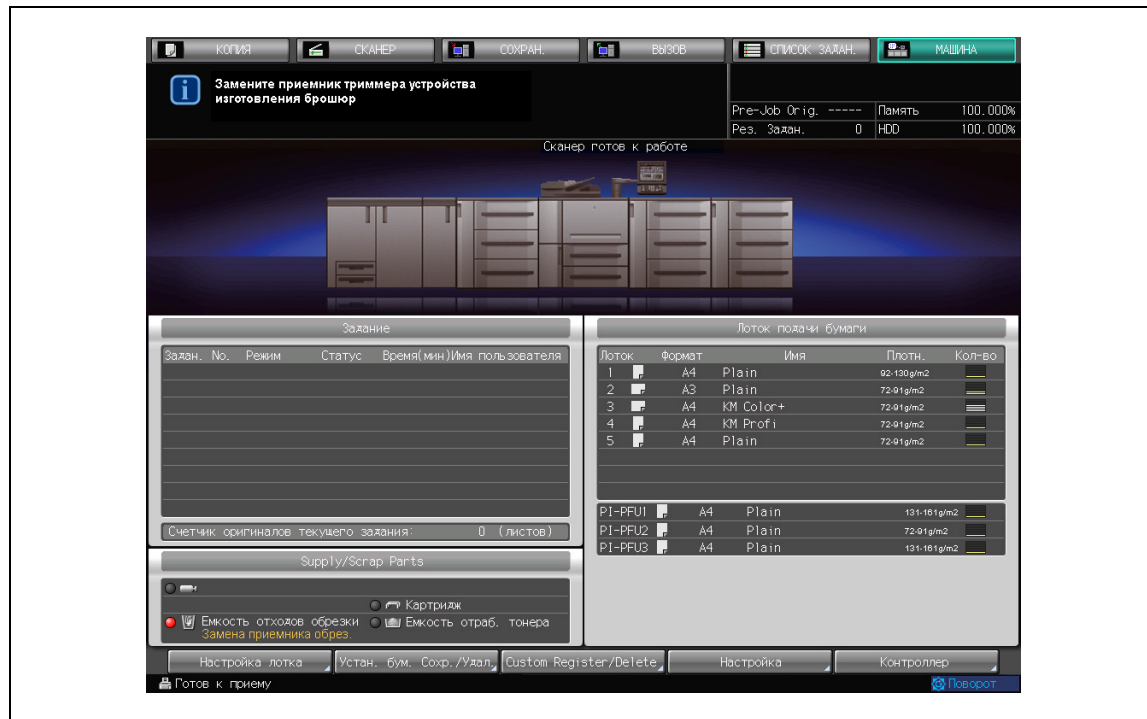 КОПИЯ СКАНЕР СОХРАН. ВЫЗОВ СПИСОК ЗАДАН. МАШИНА
Замените приемник триммера устройства
изготовления брошюр
Pre-Job Orig. ----- Память 100.000%
Рез. Задан. 0 HDD 100.000%
Сканер готов к работе
Задание
Задан. No. Режим Статус Время(мин)Имя пользователя
Счетчик оригиналов текущего задания: 0 (листов)
Supply/Scrap Parts
Картридж
Емкость отходов обрезки Емкость отраб. тонера
Замена приемника обрез.
Лоток подачи бумаги
Лоток Формат Имя Плотн. Кол-во
1 A4 Plain 92-130g/m2
2 A3 Plain 72-91g/m2
3 A4 KM Color+ 72-91g/m2
4 A4 KM Profi 72-91g/m2
5 A4 Plain 72-91g/m2
PI-PFU1 A4 Plain 131-161g/m2
PI-PFU2 A4 Plain 72-91g/m2
PI-PFU3 A4 Plain 131-161g/m2
Настройка лотка Устан. бум. Сохр./Удал. Custom Register/Delete Настройка Контроллер
Готов к приему Поворот